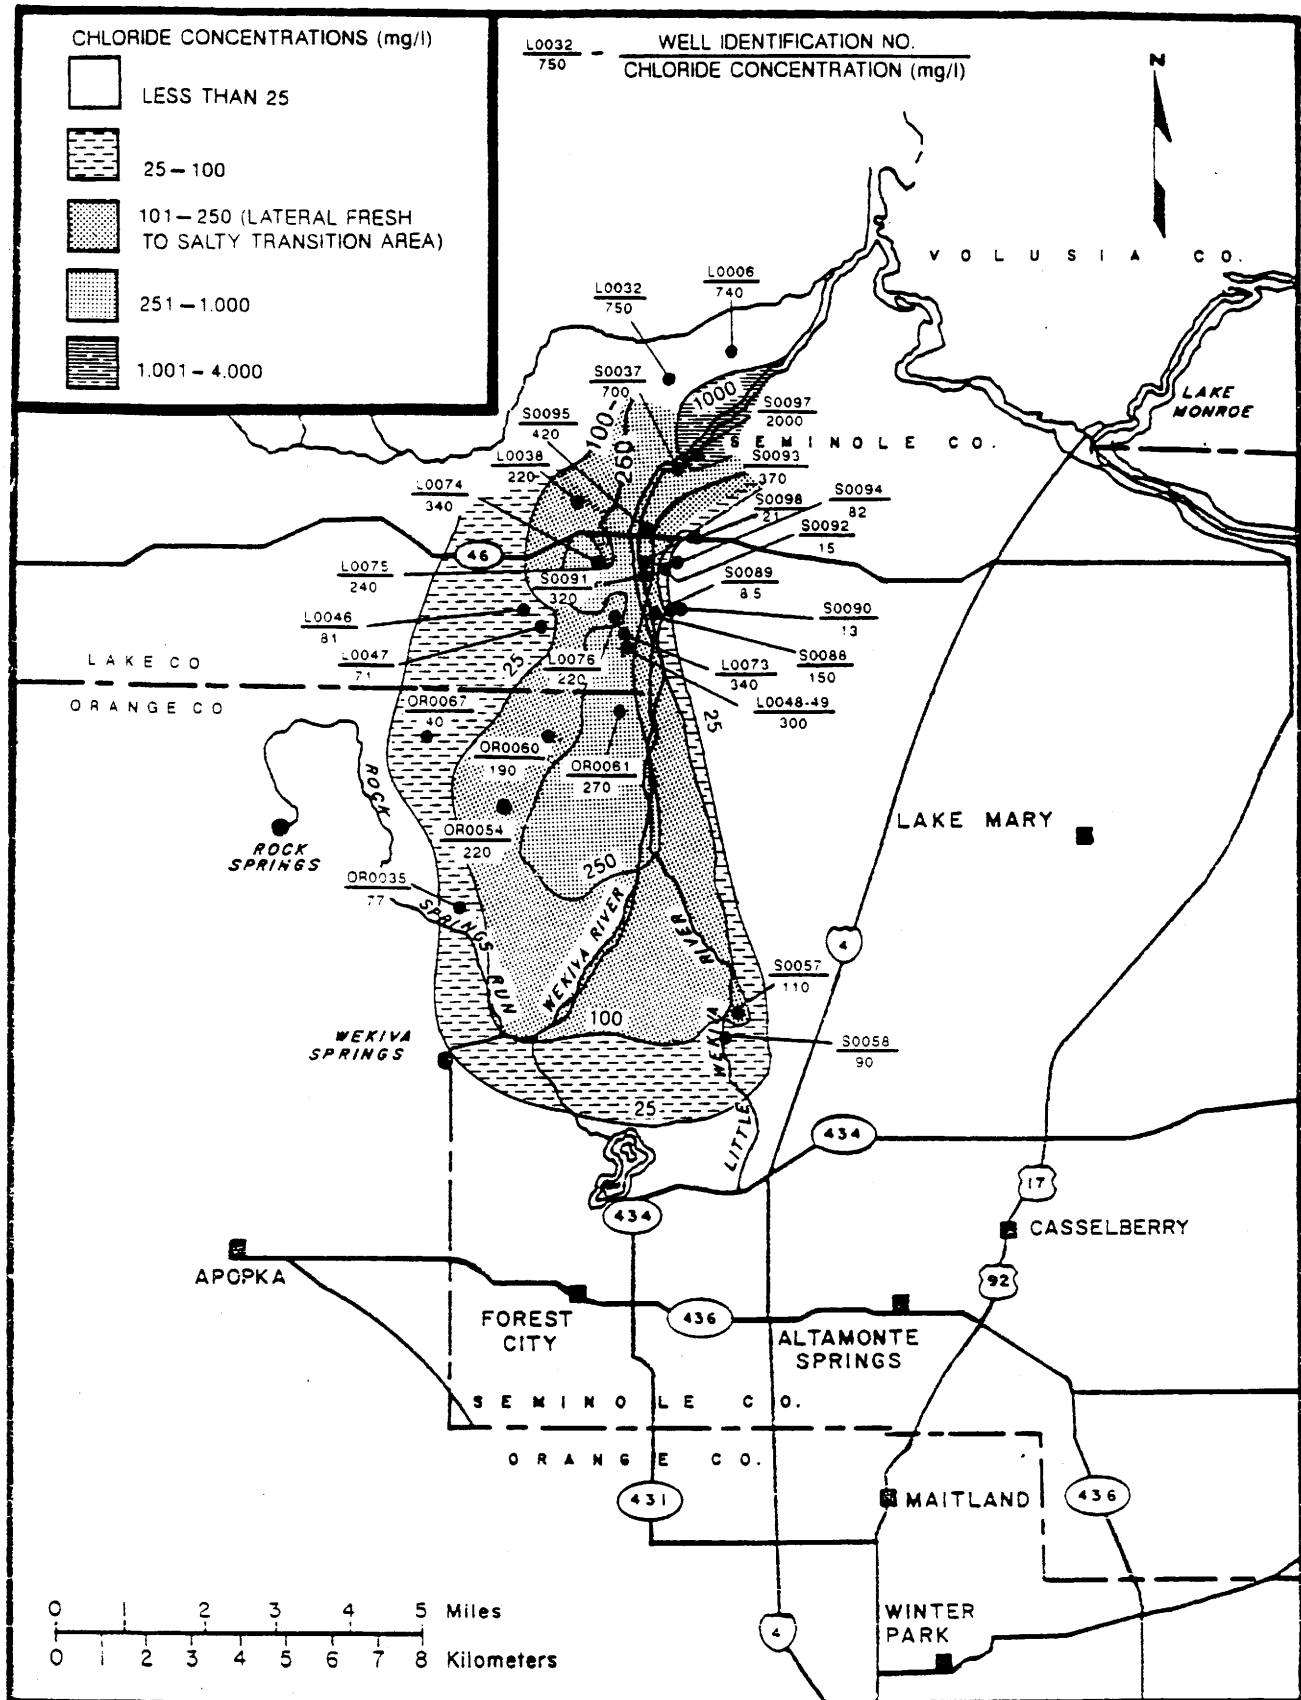 CHLORIDE CONCENTRATIONS (mg/l)
LESS THAN 25
25-100
101-250 (LATERAL FRESH
TO SALTY TRANSITION AREA)
251-1.000
1.001-4.000
L0032
750
-
WELL IDENTIFICATION NO.
CHLORIDE CONCENTRATION (mg/l)
N
VOLUSIA CO.
L0006
740
L0032
750
S0037
700
1000
S0097
2000
LAKE
MONROE
SEMINOLE CO.
S0095
420
100
250
L0038
220
S0093
370
L0074
340
S0098
21
S0094
82
S0092
15
46
L0075
240
S0091
320
S0089
8.5
L0046
81
S0090
13
L0047
71
L0076
220
L0073
340
S0088
150
LAKE CO
25
ORANGE CO
OR0067
40
L0048-49
300
25
OR0060
190
OR0061
270
ROCK
LAKE MARY
ROCK
SPRINGS
OR0054
220
250
OR0035
77
SPRINGS
RUN
WEKIVA RIVER
RIVER
4
S0057
110
100
WEKIVA
SPRINGS
WEKIVA
S0058
90
25
LITTLE
434
17
434
CASSELBERRY
APOPKA
92
FOREST
CITY
436
ALTAMONTE
SPRINGS
SEMINOLE CO.
ORANGE CO.
431
MAITLAND
436
0 1 2 3 4 5 Miles
0 1 2 3 4 5 6 7 8 Kilometers
4
WINTER
PARK